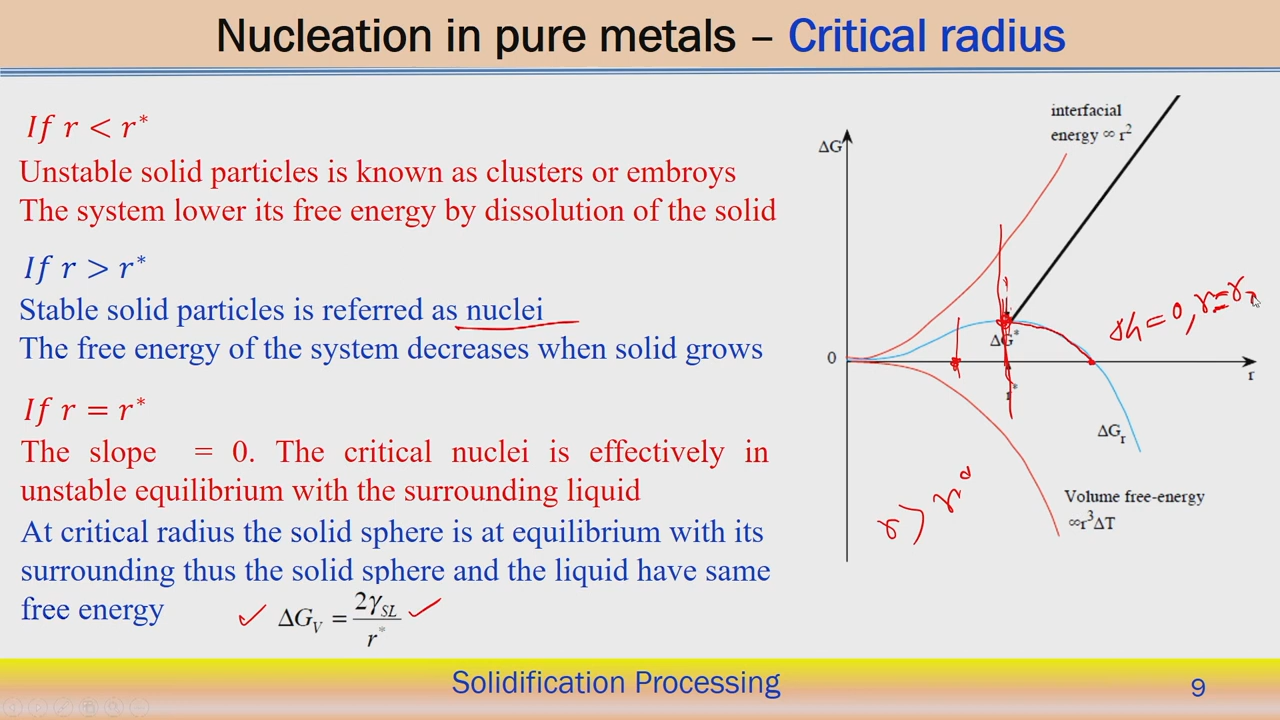 Nucleation in pure metals – Critical radius
If r < r*
Unstable solid particles is known as clusters or embroys
The system lower its free energy by dissolution of the solid
If r > r*
Stable solid particles is referred as nuclei
The free energy of the system decreases when solid grows
If r = r*
The slope = 0. The critical nuclei is effectively in
unstable equilibrium with the surrounding liquid
At critical radius the solid sphere is at equilibrium with its
surrounding thus the solid sphere and the liquid have same
free energy
ΔG_V = 2γ_SL / r*
interfacial
energy ∝ r²
ΔG
ΔG*
0
r*
r
ΔG_r
Volume free-energy
∝r³ΔT
r > r*
= 0, r =
Solidification Processing
9